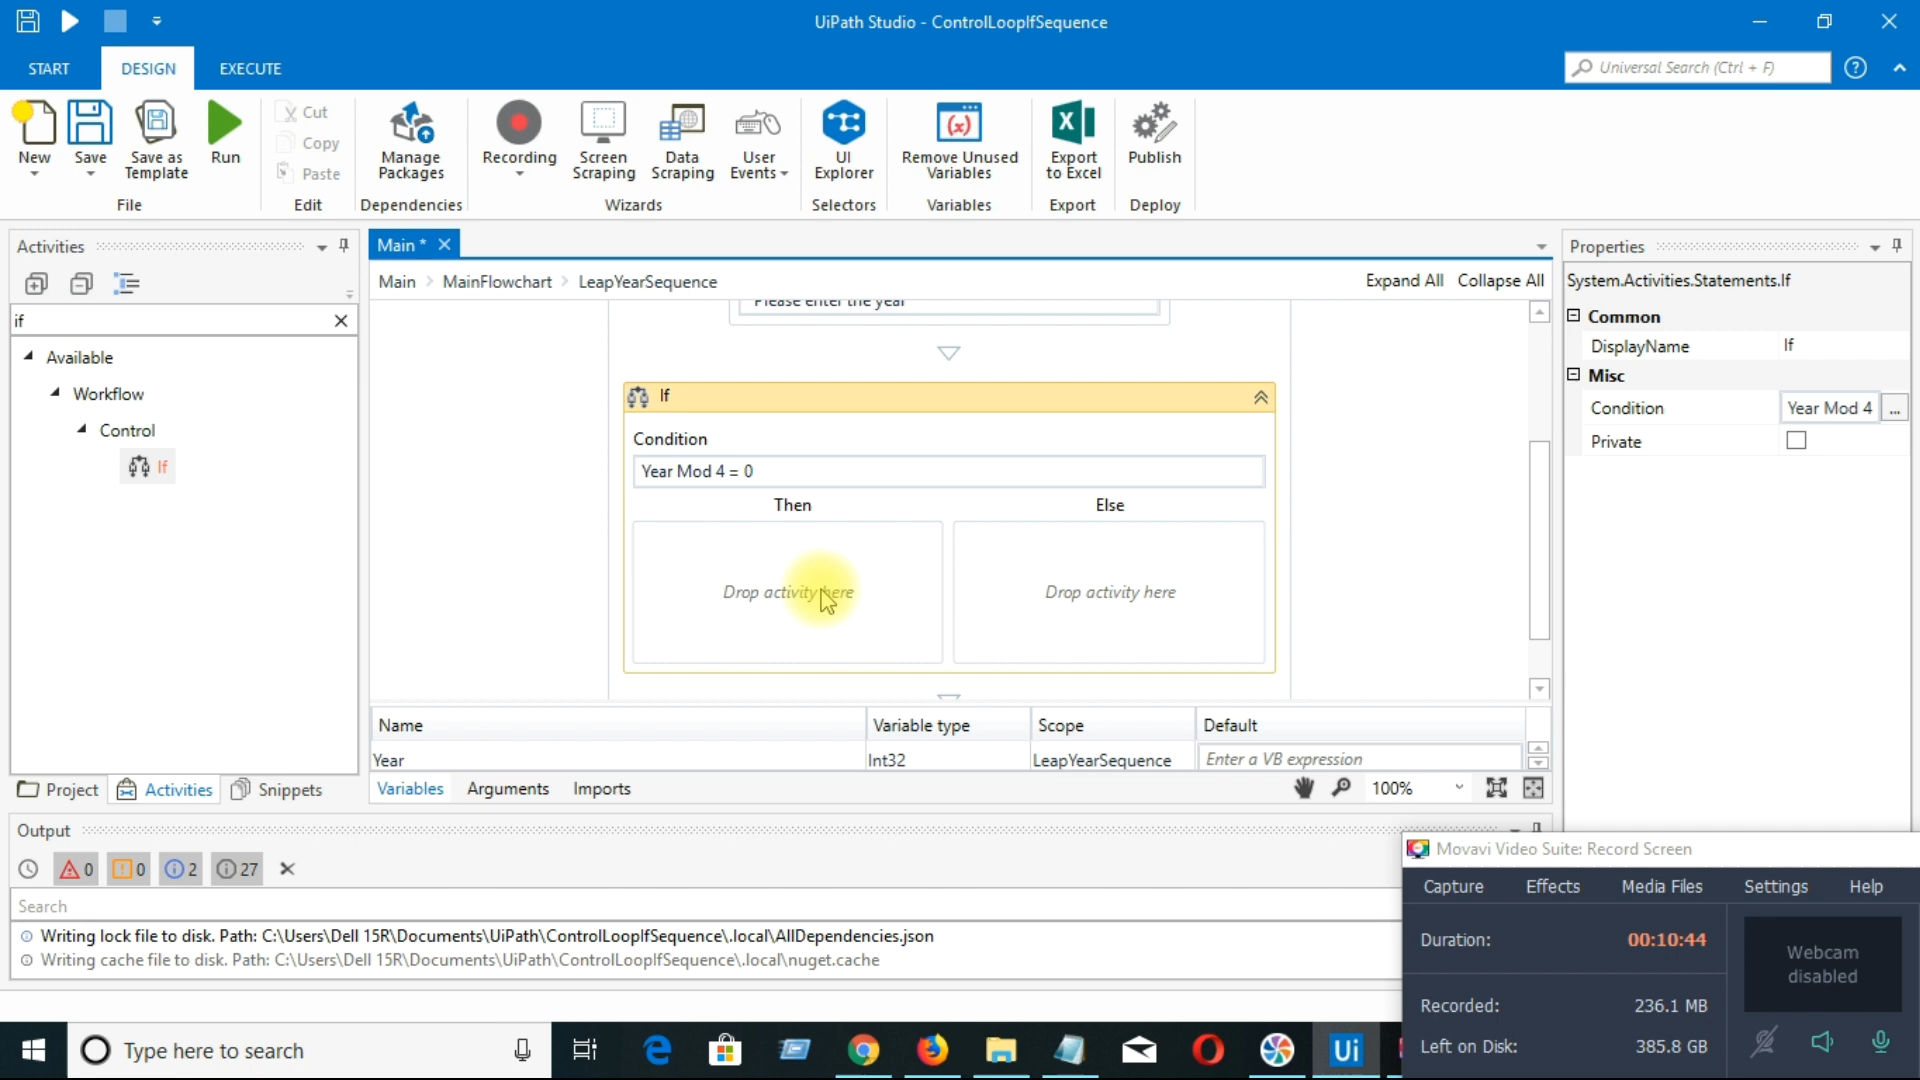 UiPath Studio - ControlLoopIfSequence
START
DESIGN
EXECUTE
Universal Search (Ctrl + F)
New
Save
Save as Template
Run
Cut
Copy
Paste
Manage Packages
Recording
Screen Scraping
Data Scraping
User Events
UI Explorer
Remove Unused Variables
Export to Excel
Publish
File
Edit
Dependencies
Wizards
Selectors
Variables
Export
Deploy
Activities
Main *
Properties
Main > MainFlowchart > LeapYearSequence
Expand All
Collapse All
System.Activities.Statements.If
if
Available
Workflow
Control
If
Please enter the year
If
Condition
Year Mod 4 = 0
Then
Else
Drop activity here
Drop activity here
Common
DisplayName
If
Misc
Condition
Year Mod 4
...
Private
Name
Variable type
Scope
Default
Year
Int32
LeapYearSequence
Enter a VB expression
Project
Activities
Snippets
Variables
Arguments
Imports
100%
Output
0
0
2
27
Search
Writing lock file to disk. Path: C:\Users\Dell 15R\Documents\UiPath\ControlLoopIfSequence\.local\AllDependencies.json
Writing cache file to disk. Path: C:\Users\Dell 15R\Documents\UiPath\ControlLoopIfSequence\.local\nuget.cache
Movavi Video Suite: Record Screen
Capture
Effects
Media Files
Settings
Help
Duration:
00:10:44
Webcam disabled
Recorded:
236.1 MB
Left on Disk:
385.8 GB
Type here to search
Ui